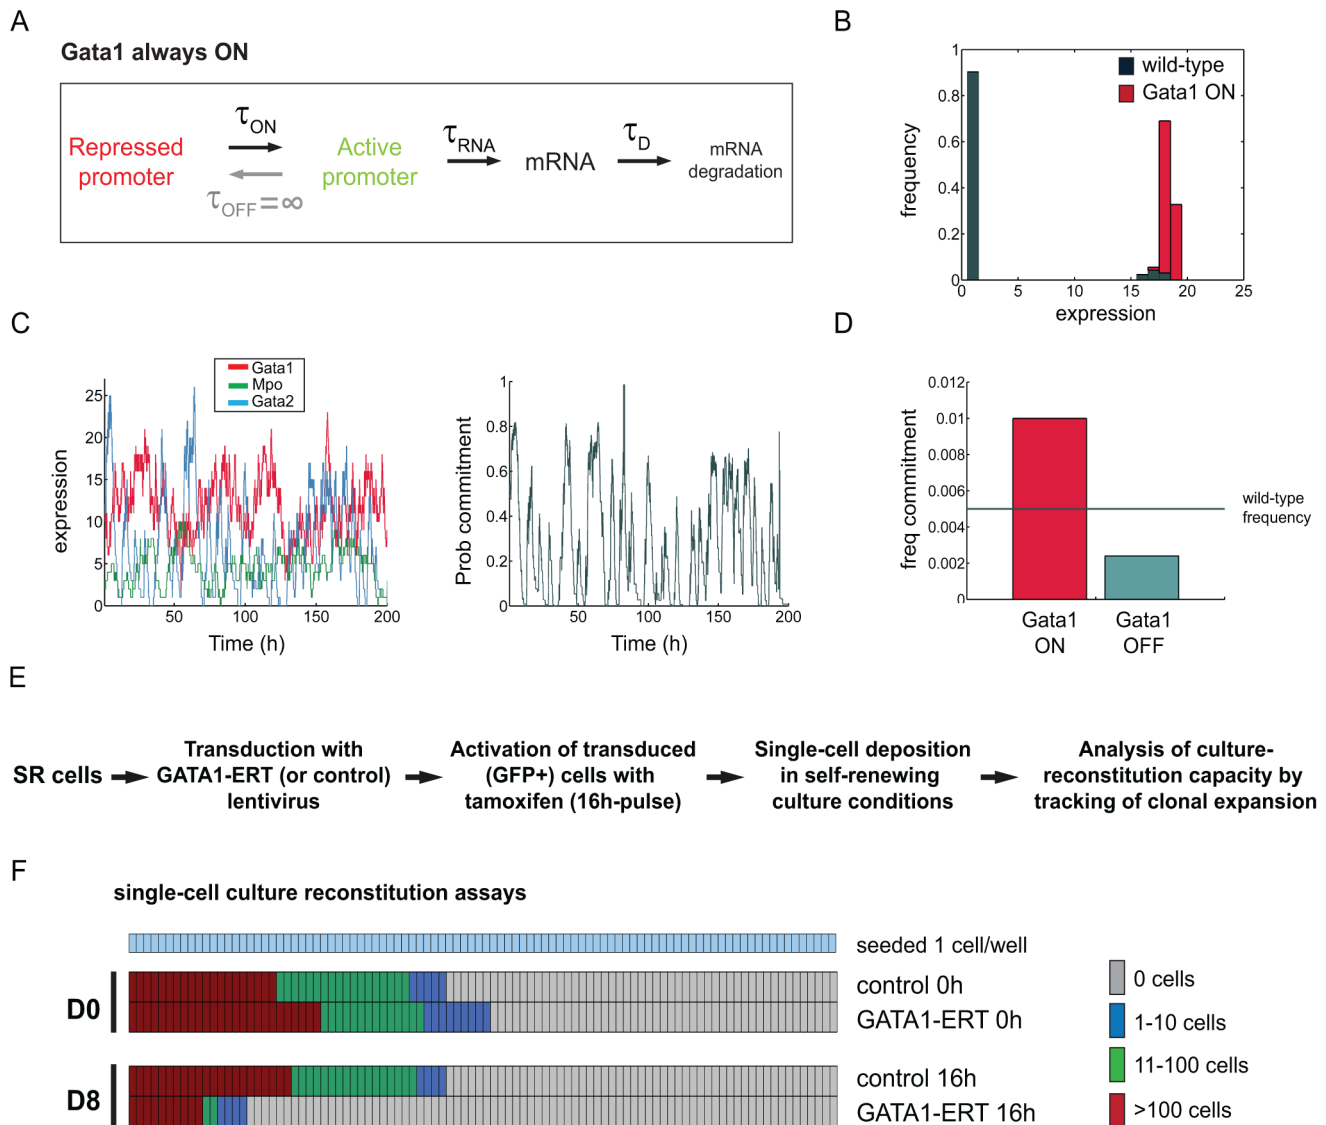 A
Gata1 always ON
Repressed promoter
τON
τOFF = ∞
Active promoter
τRNA
mRNA
τD
mRNA degradation
B
frequency
1
0.8
0.6
0.4
0.2
0
0 5 10 15 20 25
expression
wild-type
Gata1 ON
C
Gata1
Mpo
Gata2
expression
25
20
15
10
5
0
50 100 150 200
Time (h)
Prob commitment
1
0.8
0.6
0.4
0.2
0
50 100 150 200
Time (h)
D
freq commitment
0.012
0.01
0.008
0.006
0.004
0.002
0
wild-type
frequency
Gata1 ON
Gata1 OFF
E
SR cells
Transduction with
GATA1-ERT (or control)
lentivirus
Activation of transduced
(GFP+) cells with
tamoxifen (16h-pulse)
Single-cell deposition
in self-renewing
culture conditions
Analysis of culture-
reconstitution capacity by
tracking of clonal expansion
F
single-cell culture reconstitution assays
seeded 1 cell/well
D0
control 0h
GATA1-ERT 0h
D8
control 16h
GATA1-ERT 16h
0 cells
1-10 cells
11-100 cells
>100 cells